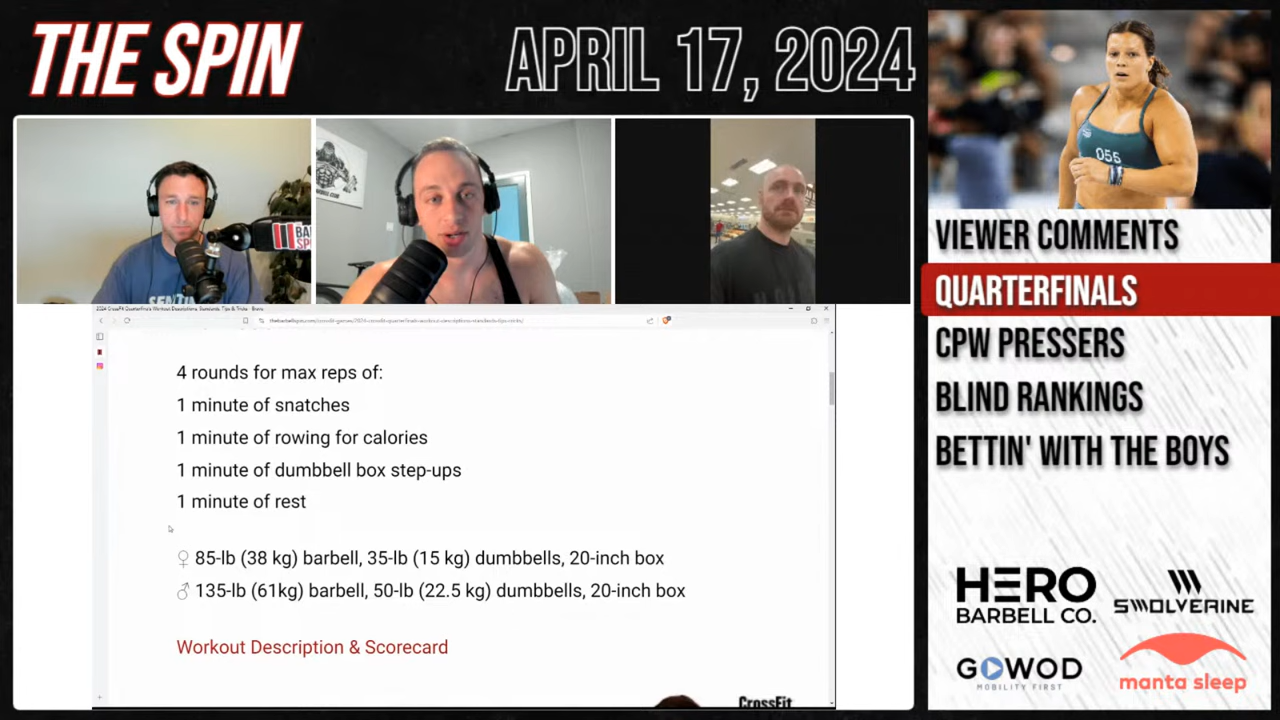 THE SPIN
APRIL 17, 2024
055
VIEWER COMMENTS
QUARTERFINALS
CPW PRESSERS
BLIND RANKINGS
BETTIN' WITH THE BOYS
4 rounds for max reps of:
1 minute of snatches
1 minute of rowing for calories
1 minute of dumbbell box step-ups
1 minute of rest
♀ 85-lb (38 kg) barbell, 35-lb (15 kg) dumbbells, 20-inch box
♂ 135-lb (61kg) barbell, 50-lb (22.5 kg) dumbbells, 20-inch box
Workout Description & Scorecard
CrossFit
HERO
BARBELL CO.
SWOLVERINE
GOWOD
MOBILITY FIRST
manta sleep